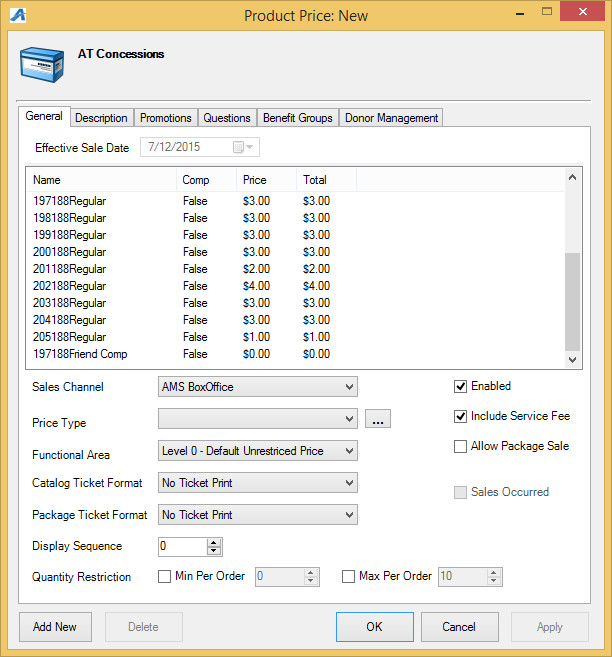 Product Price: New
AT Concessions
General Description Promotions Questions Benefit Groups Donor Management
Effective Sale Date 7/12/2015
Name Comp Price Total
197188Regular False $3.00 $3.00
198188Regular False $3.00 $3.00
199188Regular False $3.00 $3.00
200188Regular False $3.00 $3.00
201188Regular False $2.00 $2.00
202188Regular False $4.00 $4.00
203188Regular False $3.00 $3.00
204188Regular False $3.00 $3.00
205188Regular False $1.00 $1.00
197188Friend Comp False $0.00 $0.00
Sales Channel AMS BoxOffice Enabled
Price Type ... Include Service Fee
Functional Area Level 0 - Default Unrestriced Price Allow Package Sale
Catalog Ticket Format No Ticket Print Sales Occurred
Package Ticket Format No Ticket Print
Display Sequence 0
Quantity Restriction Min Per Order 0 Max Per Order 10
Add New Delete OK Cancel Apply